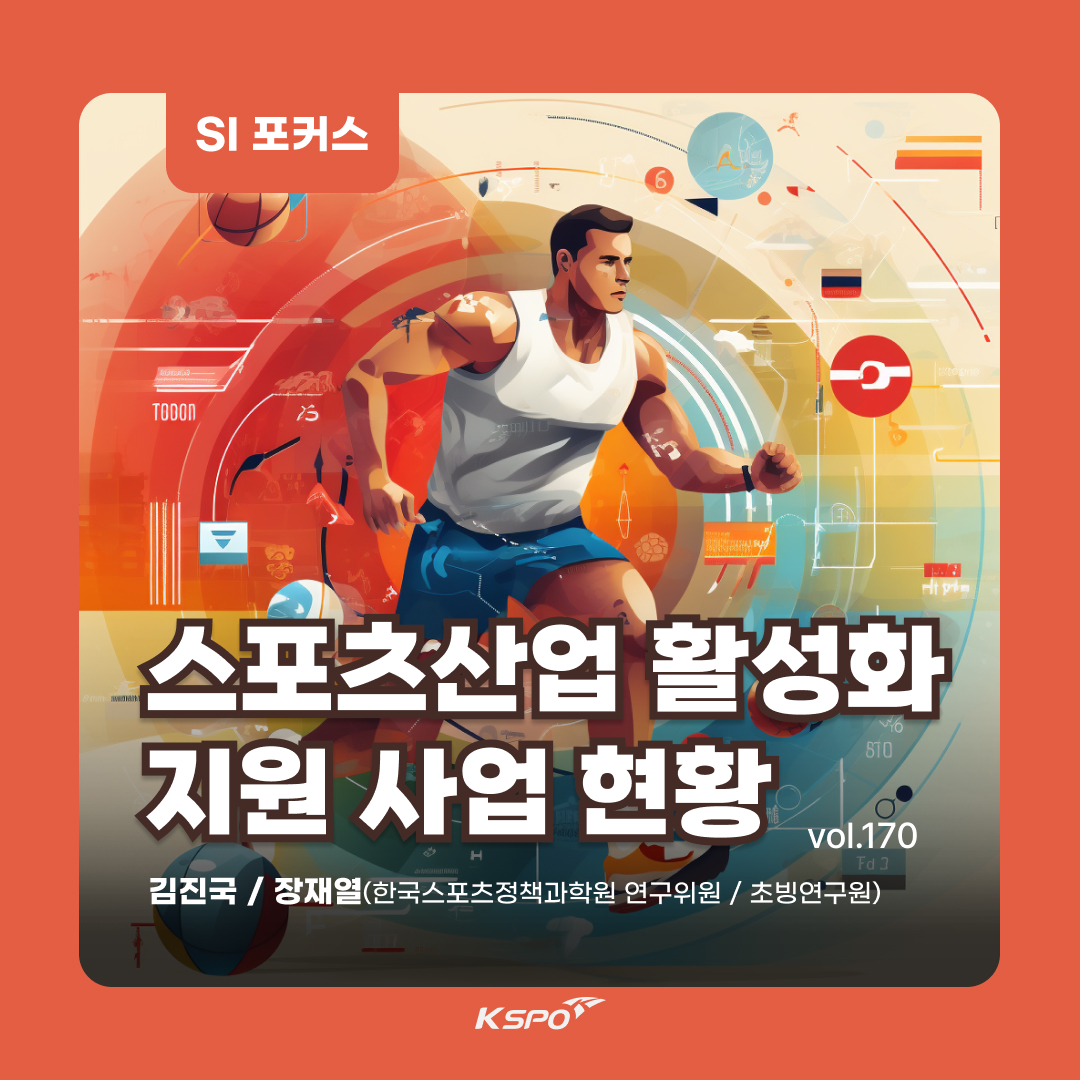 SI 포커스
6
TOOON
스포츠산업 활성화
지원 사업 현황
vol.170
김진국 / 장재열(한국스포츠정책과학원 연구위원 / 초빙연구원)
KSPO